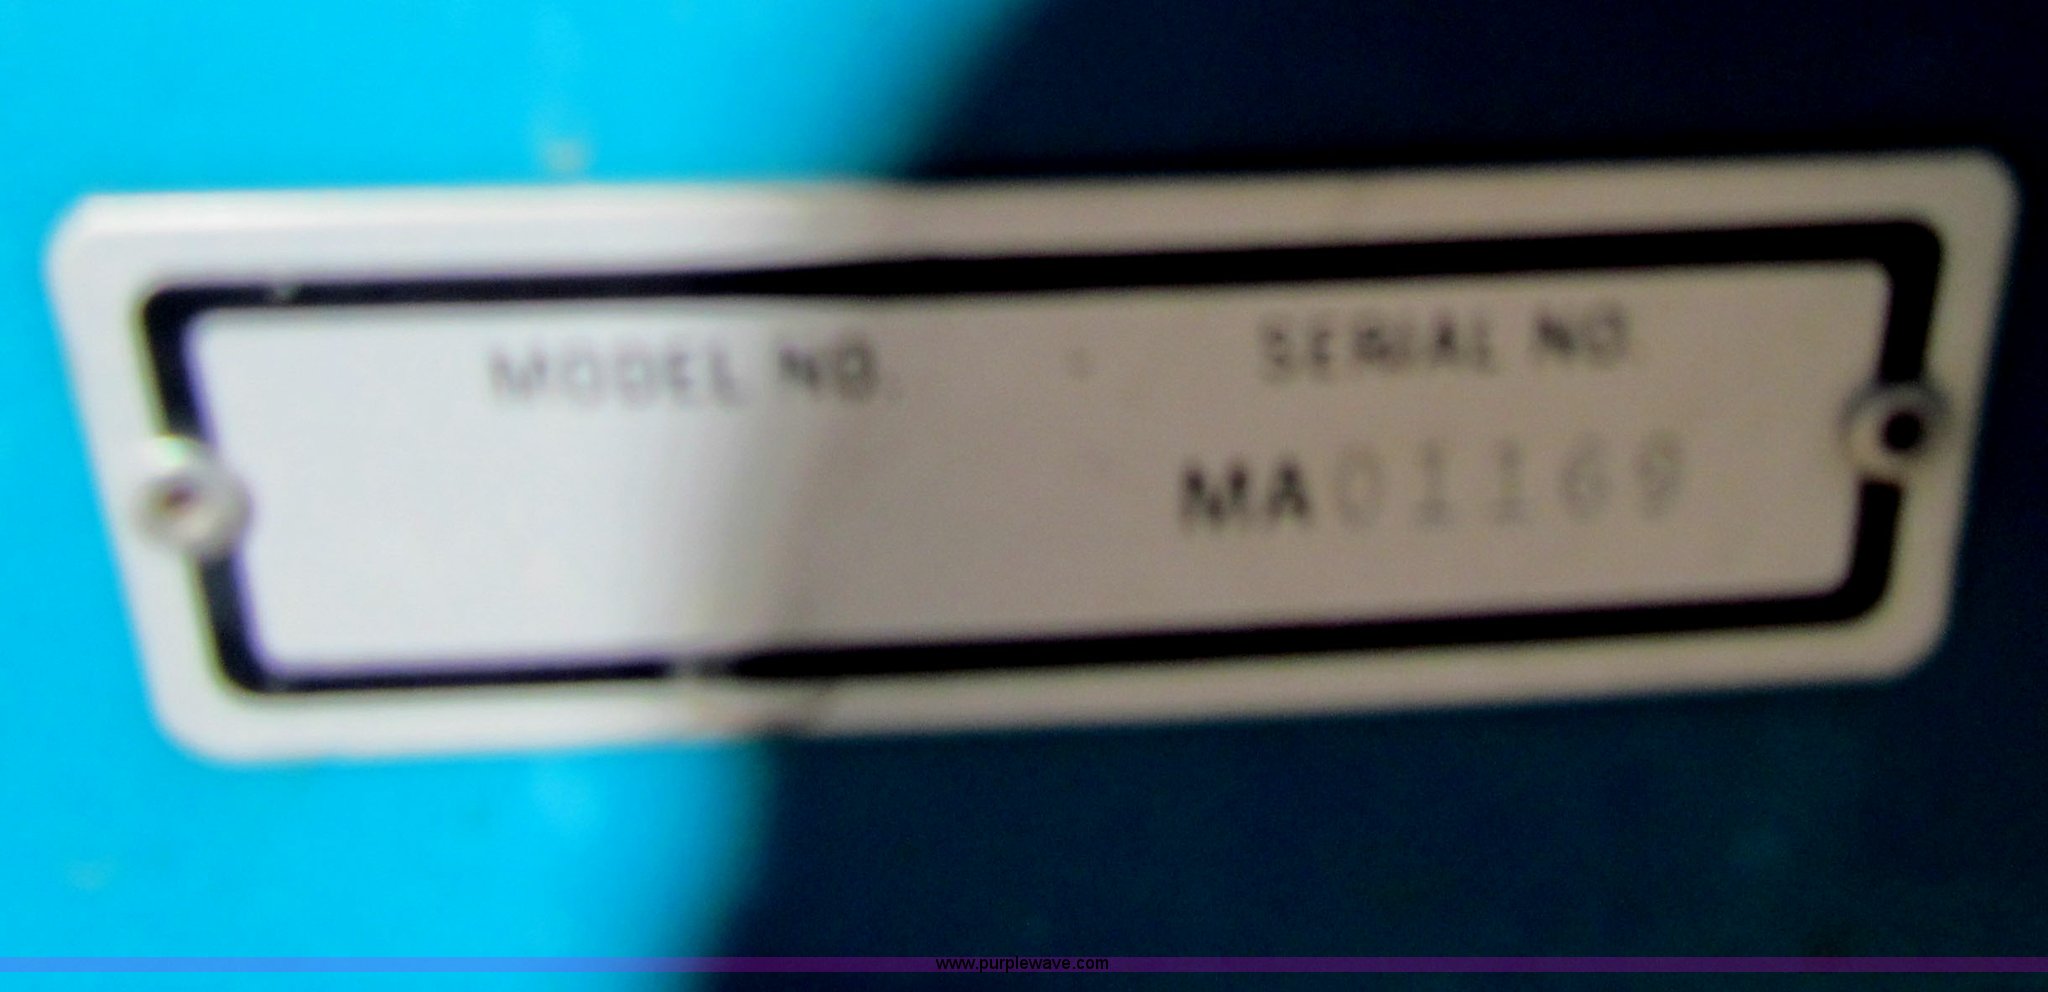 MODEL NO. SERIAL NO.
MA01169
www.purplewave.com